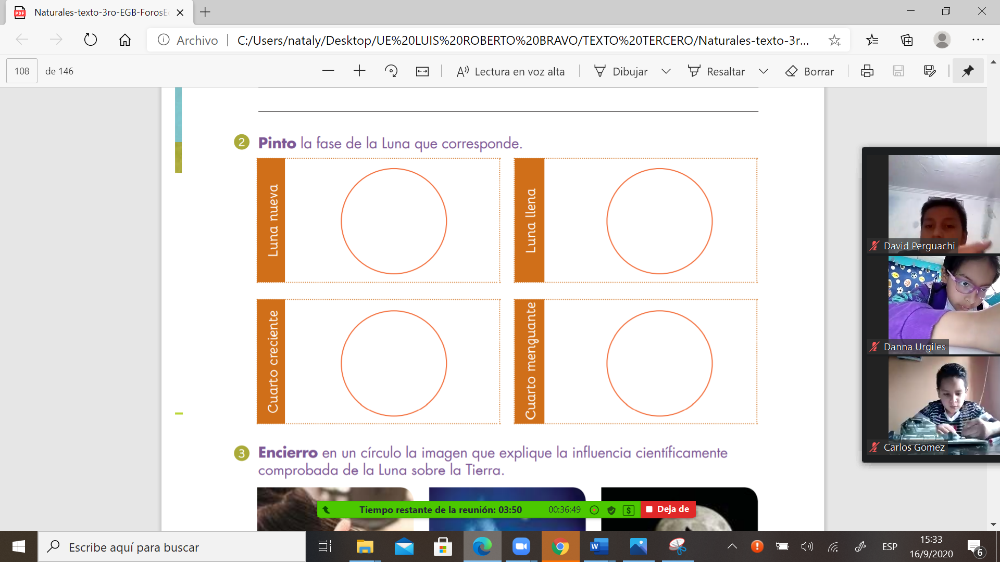 Naturales-texto-3ro-EGB-ForosE
Archivo
C:/Users/nataly/Desktop/UE%20LUIS%20ROBERTO%20BRAVO/TEXTO%20TERCERO/Naturales-texto-3r...
108 de 146
Lectura en voz alta
Dibujar
Resaltar
Borrar
2 Pinto la fase de la Luna que corresponde.
Luna nueva
Luna llena
Cuarto creciente
Cuarto menguante
3 Encierro en un círculo la imagen que explique la influencia científicamente
comprobada de la Luna sobre la Tierra.
David Perguachi
Danna Urgiles
Carlos Gomez
Tiempo restante de la reunión: 03:50
00:36:49
Deja de
Escribe aquí para buscar
ESP
15:33
16/9/2020
6